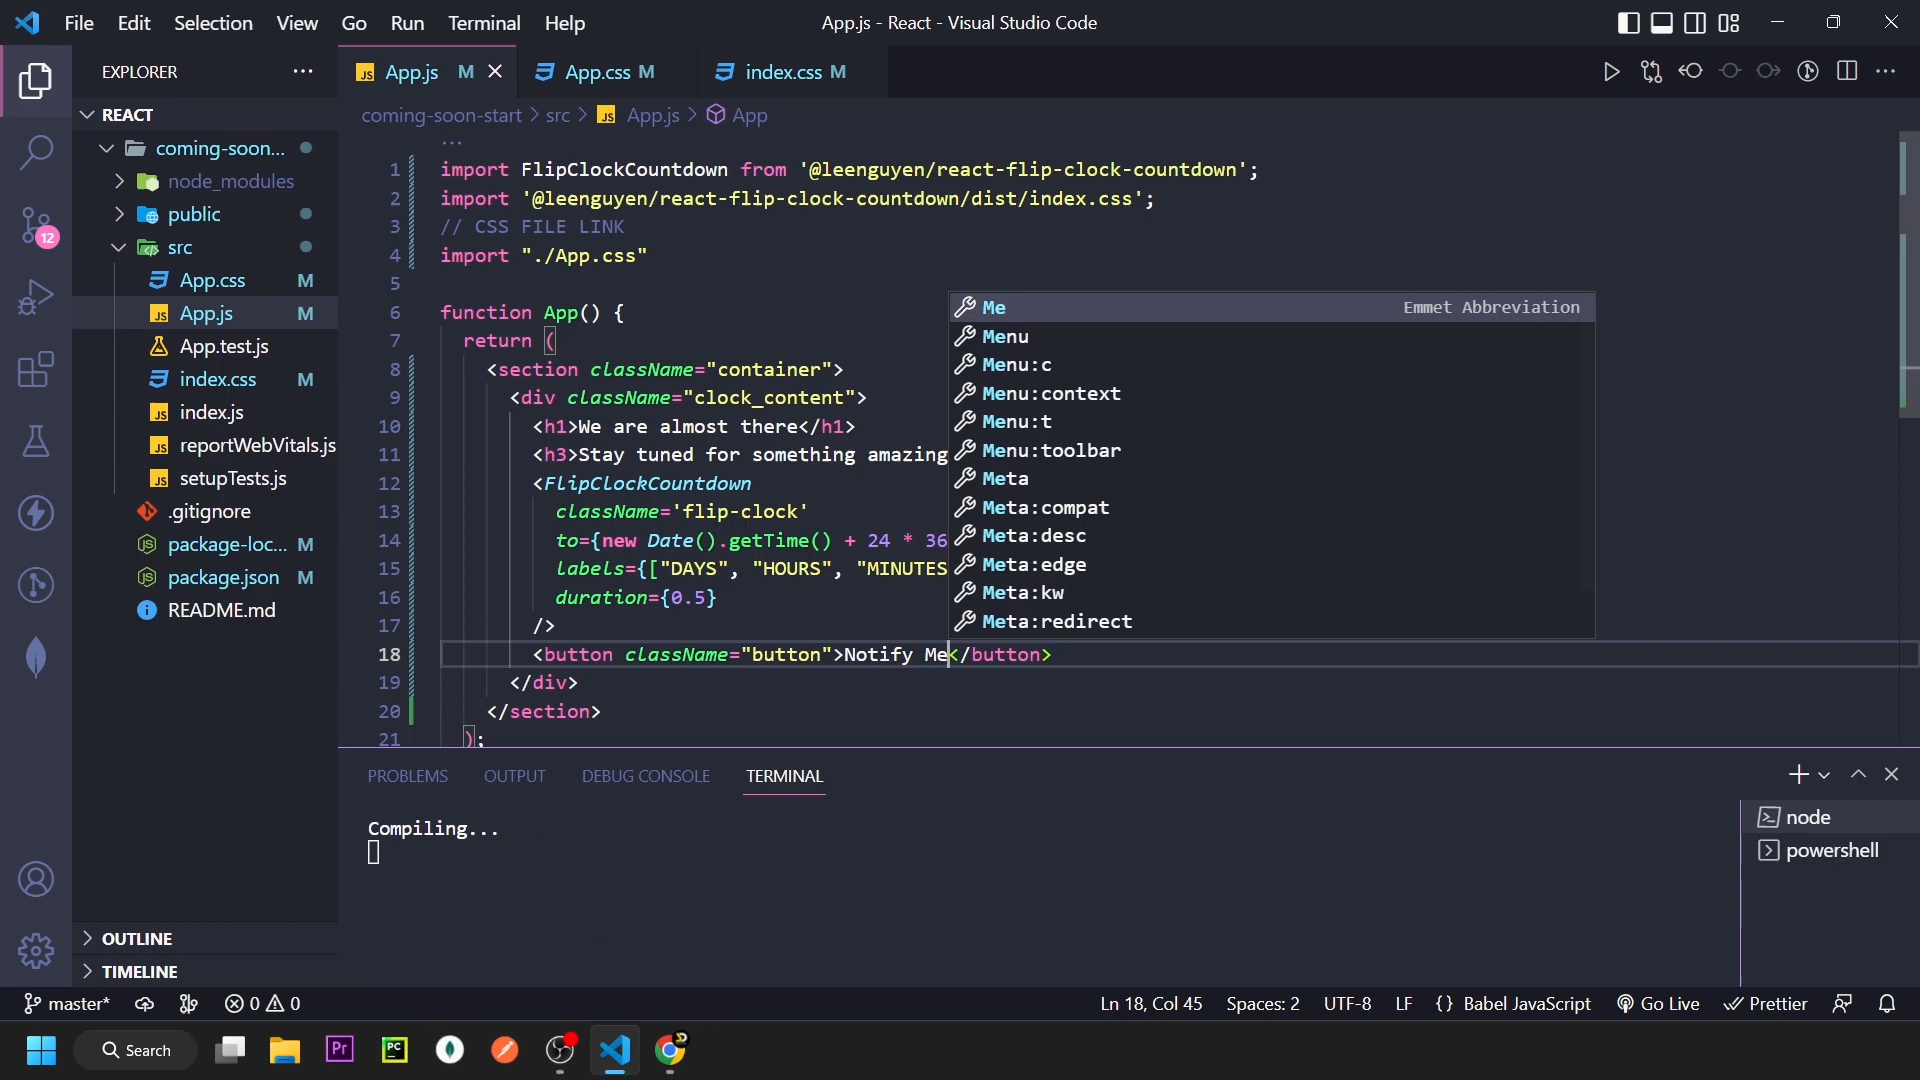 File Edit Selection View Go Run Terminal Help
App.js - React - Visual Studio Code
EXPLORER
App.js M
App.css M
index.css M
REACT
coming-soon-start > src > App.js > App
coming-soon...
node_modules
public
src
App.css M
App.js M
App.test.js
index.css M
index.js
reportWebVitals.js
setupTests.js
.gitignore
package-loc... M
package.json M
README.md
12
OUTLINE
TIMELINE
1 import FlipClockCountdown from '@leenguyen/react-flip-clock-countdown';
2 import '@leenguyen/react-flip-clock-countdown/dist/index.css';
3 // CSS FILE LINK
4 import "./App.css"
5
6 function App() {
7 return (
8 <section className="container">
9 <div className="clock_content">
10 <h1>We are almost there</h1>
11 <h3>Stay tuned for something amazing
12 <FlipClockCountdown
13 className='flip-clock'
14 to={new Date().getTime() + 24 * 36
15 labels={["DAYS", "HOURS", "MINUTES
16 duration={0.5}
17 />
18 <button className="button">Notify Me</button>
19 </div>
20 </section>
21 );
Me Emmet Abbreviation
Menu
Menu:c
Menu:context
Menu:t
Menu:toolbar
Meta
Meta:compat
Meta:desc
Meta:edge
Meta:kw
Meta:redirect
PROBLEMS OUTPUT DEBUG CONSOLE TERMINAL
Compiling...
node
powershell
master* 0 0 Ln 18, Col 45 Spaces: 2 UTF-8 LF {} Babel JavaScript Go Live Prettier
Search
Pr
PC